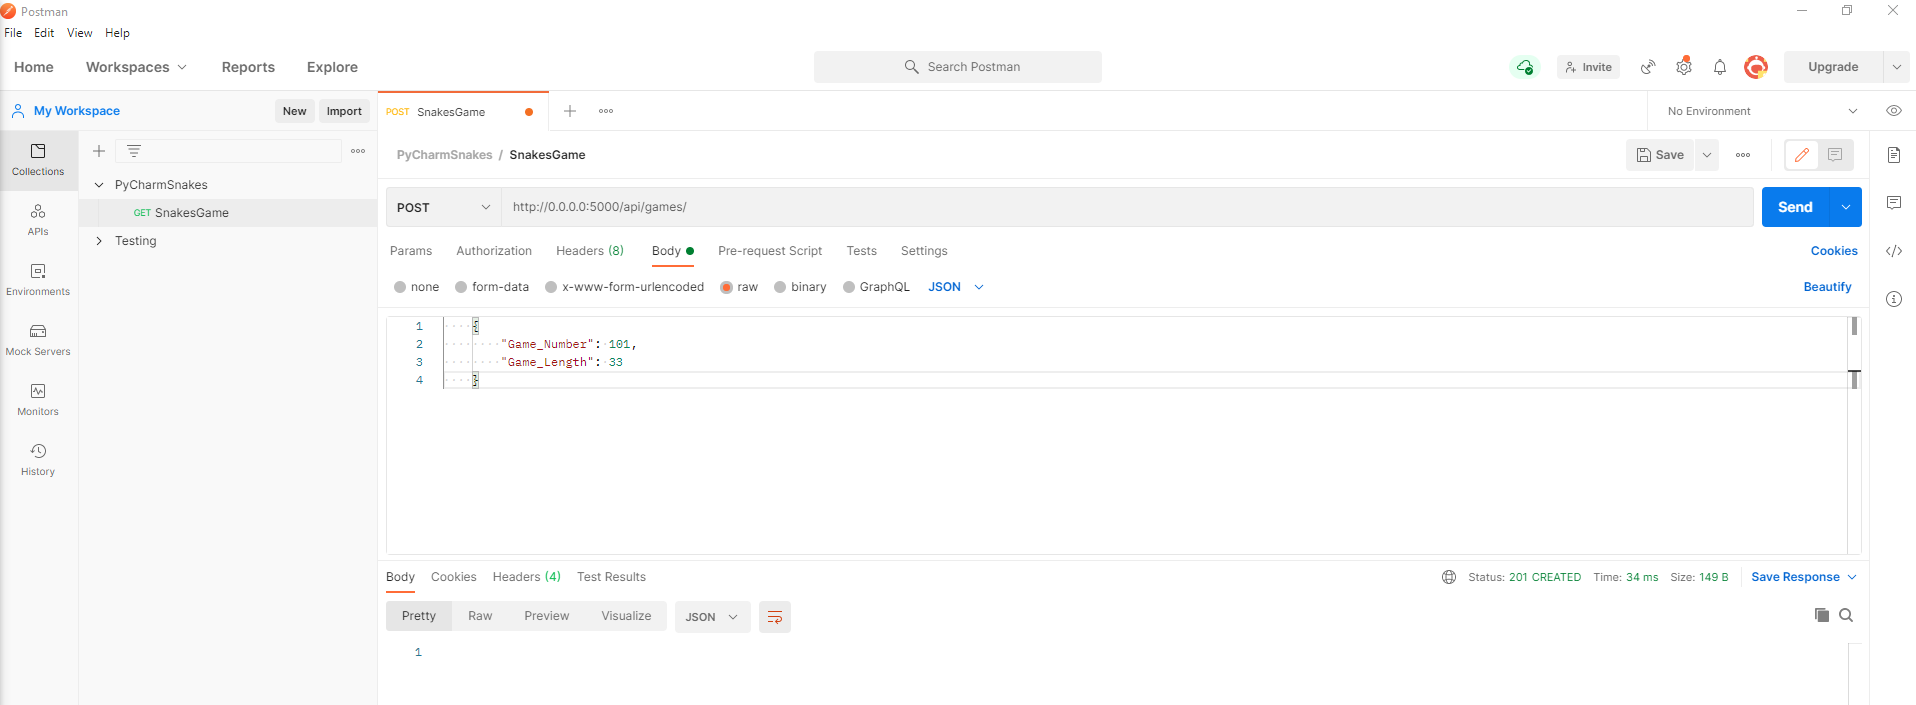 Postman
File Edit View Help
Home Workspaces Reports Explore Search Postman Invite Upgrade
My Workspace New Import POST SnakesGame No Environment
Collections
PyCharmSnakes / SnakesGame Save
PyCharmSnakes
GET SnakesGame
Testing
APIs
Environments
Mock Servers
Monitors
History
POST http://0.0.0.0:5000/api/games/ Send
Params Authorization Headers (8) Body Pre-request Script Tests Settings Cookies
none form-data x-www-form-urlencoded raw binary GraphQL JSON Beautify
1 {
2 "Game_Number": 101,
3 "Game_Length": 33
4 }
Body Cookies Headers (4) Test Results Status: 201 CREATED Time: 34 ms Size: 149 B Save Response
Pretty Raw Preview Visualize JSON
1